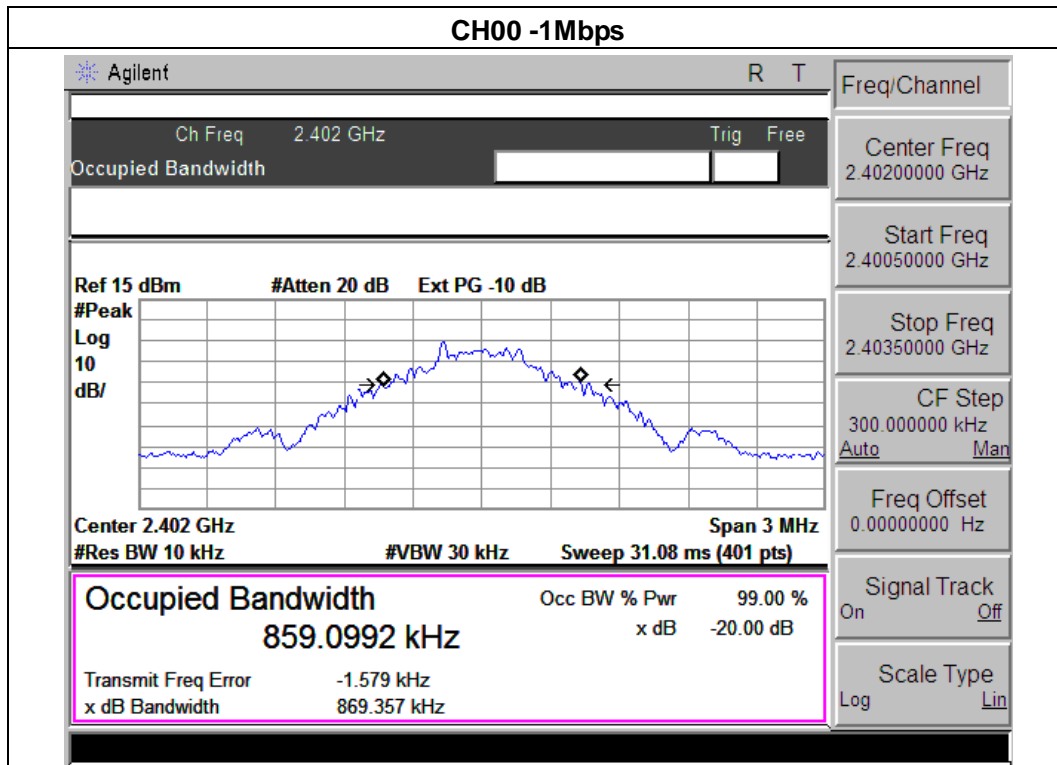 CH00 -1Mbps
Agilent R T
Ch Freq 2.402 GHz Trig Free
Occupied Bandwidth
Ref 15 dBm #Atten 20 dB Ext PG -10 dB
#Peak
Log
10
dB/
Center 2.402 GHz Span 3 MHz
#Res BW 10 kHz #VBW 30 kHz Sweep 31.08 ms (401 pts)
Occupied Bandwidth Occ BW % Pwr 99.00 %
859.0992 kHz x dB -20.00 dB
Transmit Freq Error -1.579 kHz
x dB Bandwidth 869.357 kHz
Freq/Channel
Center Freq
2.40200000 GHz
Start Freq
2.40050000 GHz
Stop Freq
2.40350000 GHz
CF Step
300.000000 kHz
Auto Man
Freq Offset
0.00000000 Hz
Signal Track
On Off
Scale Type
Log Lin